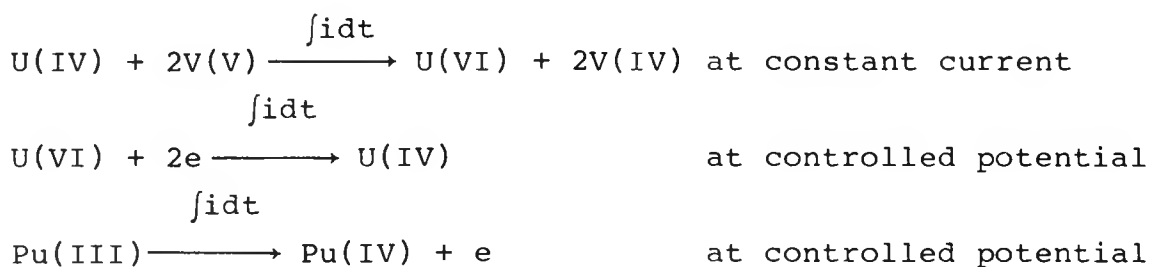 ∫idt
U(IV) + 2V(V) ⟶ U(VI) + 2V(IV) at constant current
∫idt
U(VI) + 2e ⟶ U(IV) at controlled potential
∫idt
Pu(III) ⟶ Pu(IV) + e at controlled potential